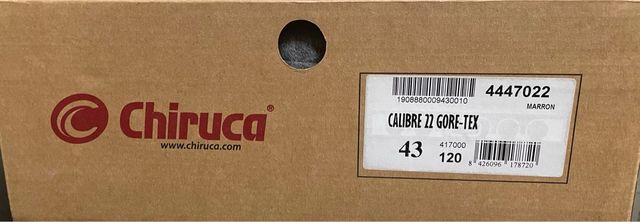 Chiruca®
www.chiruca.com
1908880009430010
4447022
MARRON
CALIBRE 22 GORE-TEX
43
417000
120
8 426096 178720